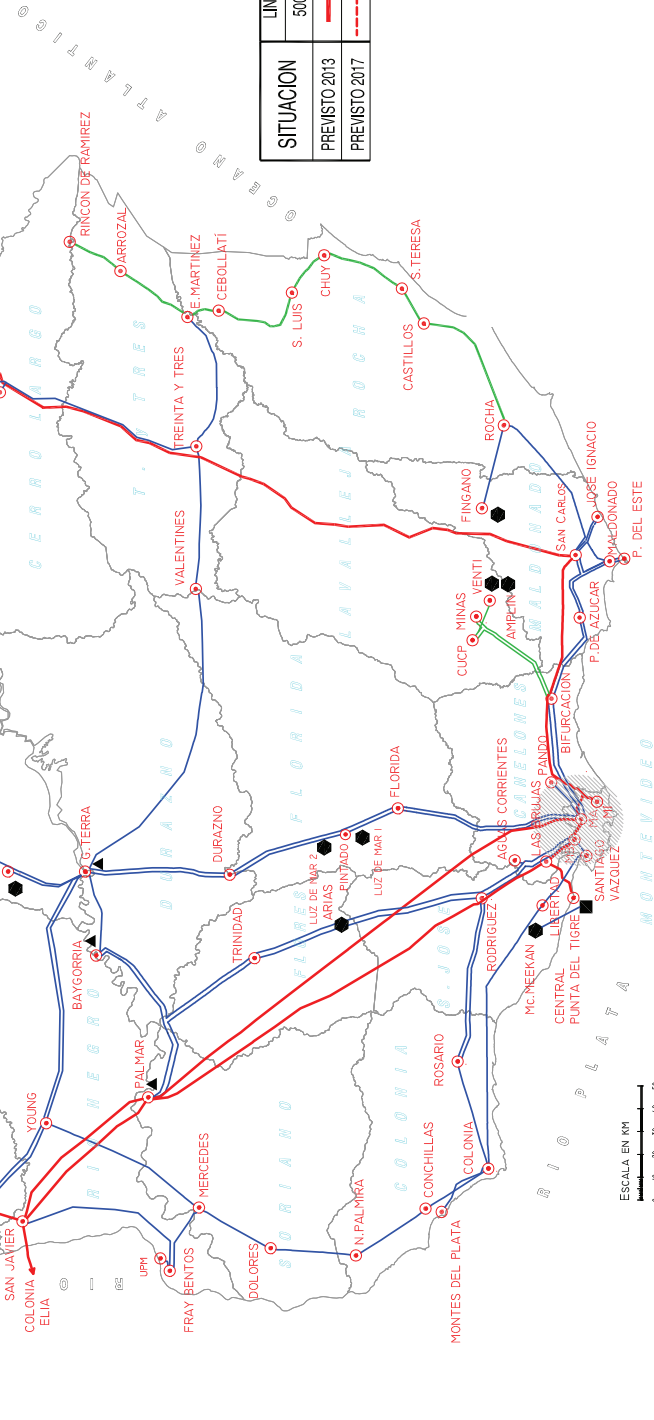 OCEANO ATLANTICO
LIN
500
SITUACION
PREVISTO 2013
PREVISTO 2017
RINCON DE RAMIREZ
ARROZAL
E.MARTINEZ
CEBOLLATÍ
S. LUIS
CHUY
S.TERESA
CASTILLOS
CERRO LARGO
T. Y TRES
ROCHA
TREINTA Y TRES
ROCHA
FINGANO
JOSE IGNACIO
SAN CARLOS
MALDONADO
P. DEL ESTE
MALDONADO
LAVALLEJA
VALENTINES
VENTI
MINAS
AMPLIN
CUCP
P.DE AZUCAR
BIFURCACION
CANELONES
PANDO
FLORIDA
DURAZNO
MONTEVIDEO
G.TERRA
DURAZNO
FLORIDA
AGUAS CORRIENTES
LAS BRUJAS
SANTIAGO
VAZQUEZ
PINTADO
LUZ DE MAR 2
LUZ DE MAR 1
ARIAS
FLORES
S. JOSE
TRINIDAD
BAYGORRIA
RIO NEGRO
RODRIGUEZ
LIBERTAD
Mc.MEEKAN
CENTRAL
PUNTA DEL TIGRE
PALMAR
ROSARIO
YOUNG
COLONIA
SORIANO
MERCEDES
CONCHILLAS
COLONIA
N.PALMIRA
MONTES DEL PLATA
DOLORES
UPM
FRAY BENTOS
SAN JAVIER
COLONIA
ELIA
RIO
RIO PLATA
ESCALA EN KM